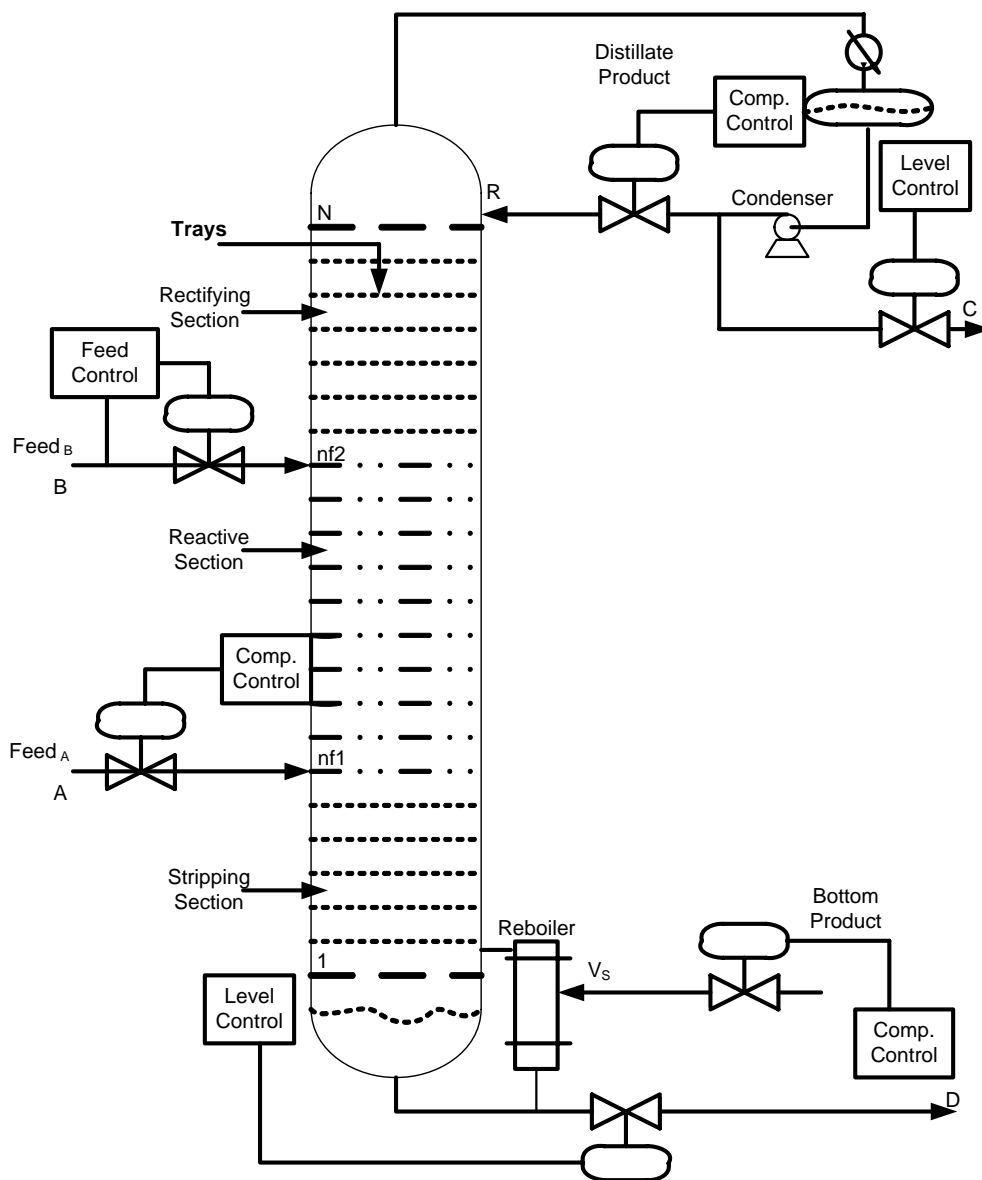 Distillate
Product
Comp.
Control
Level
Control
N
R
Condenser
Trays
Rectifying
Section
C
Feed
Control
Feed B
nf2
B
Reactive
Section
Comp.
Control
Feed A
nf1
A
Stripping
Section
Bottom
Product
Reboiler
1
VS
Level
Control
Comp.
Control
D